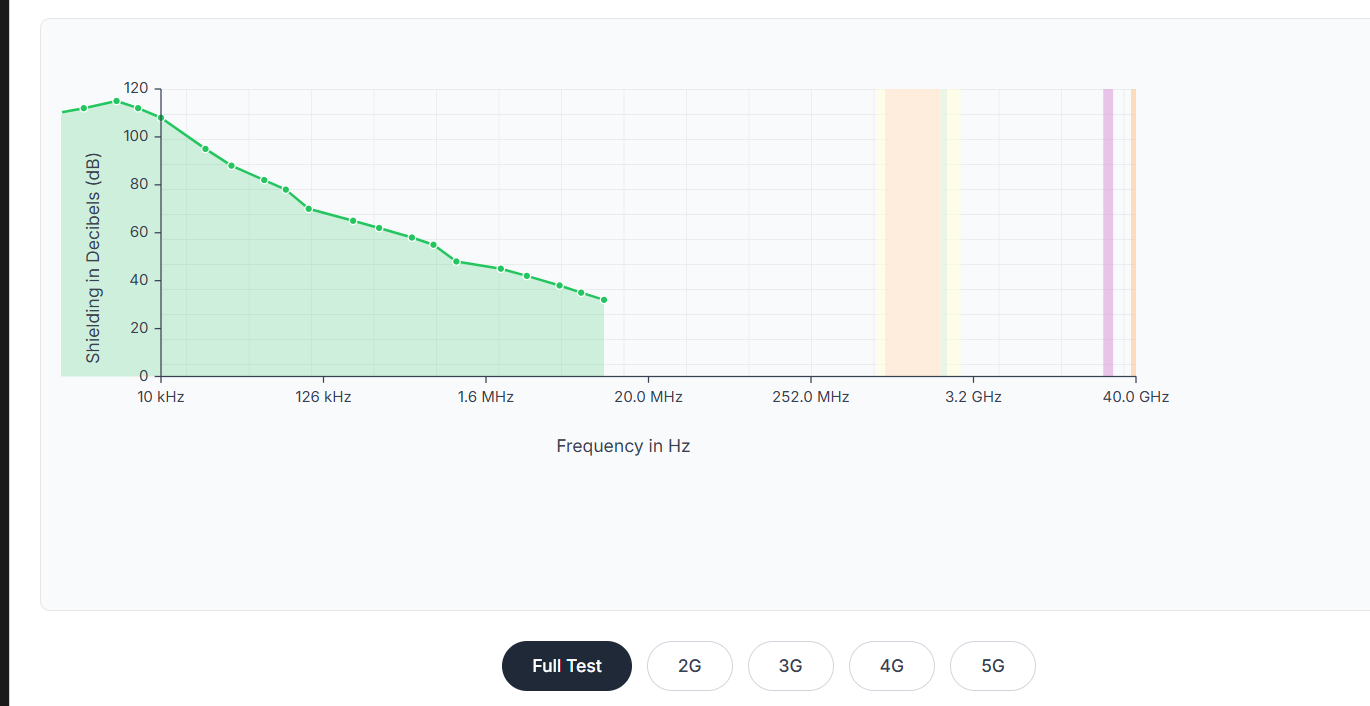 120
100
80
60
40
20
0
Shielding in Decibels (dB)
10 kHz 126 kHz 1.6 MHz 20.0 MHz 252.0 MHz 3.2 GHz 40.0 GHz
Frequency in Hz
Full Test 2G 3G 4G 5G